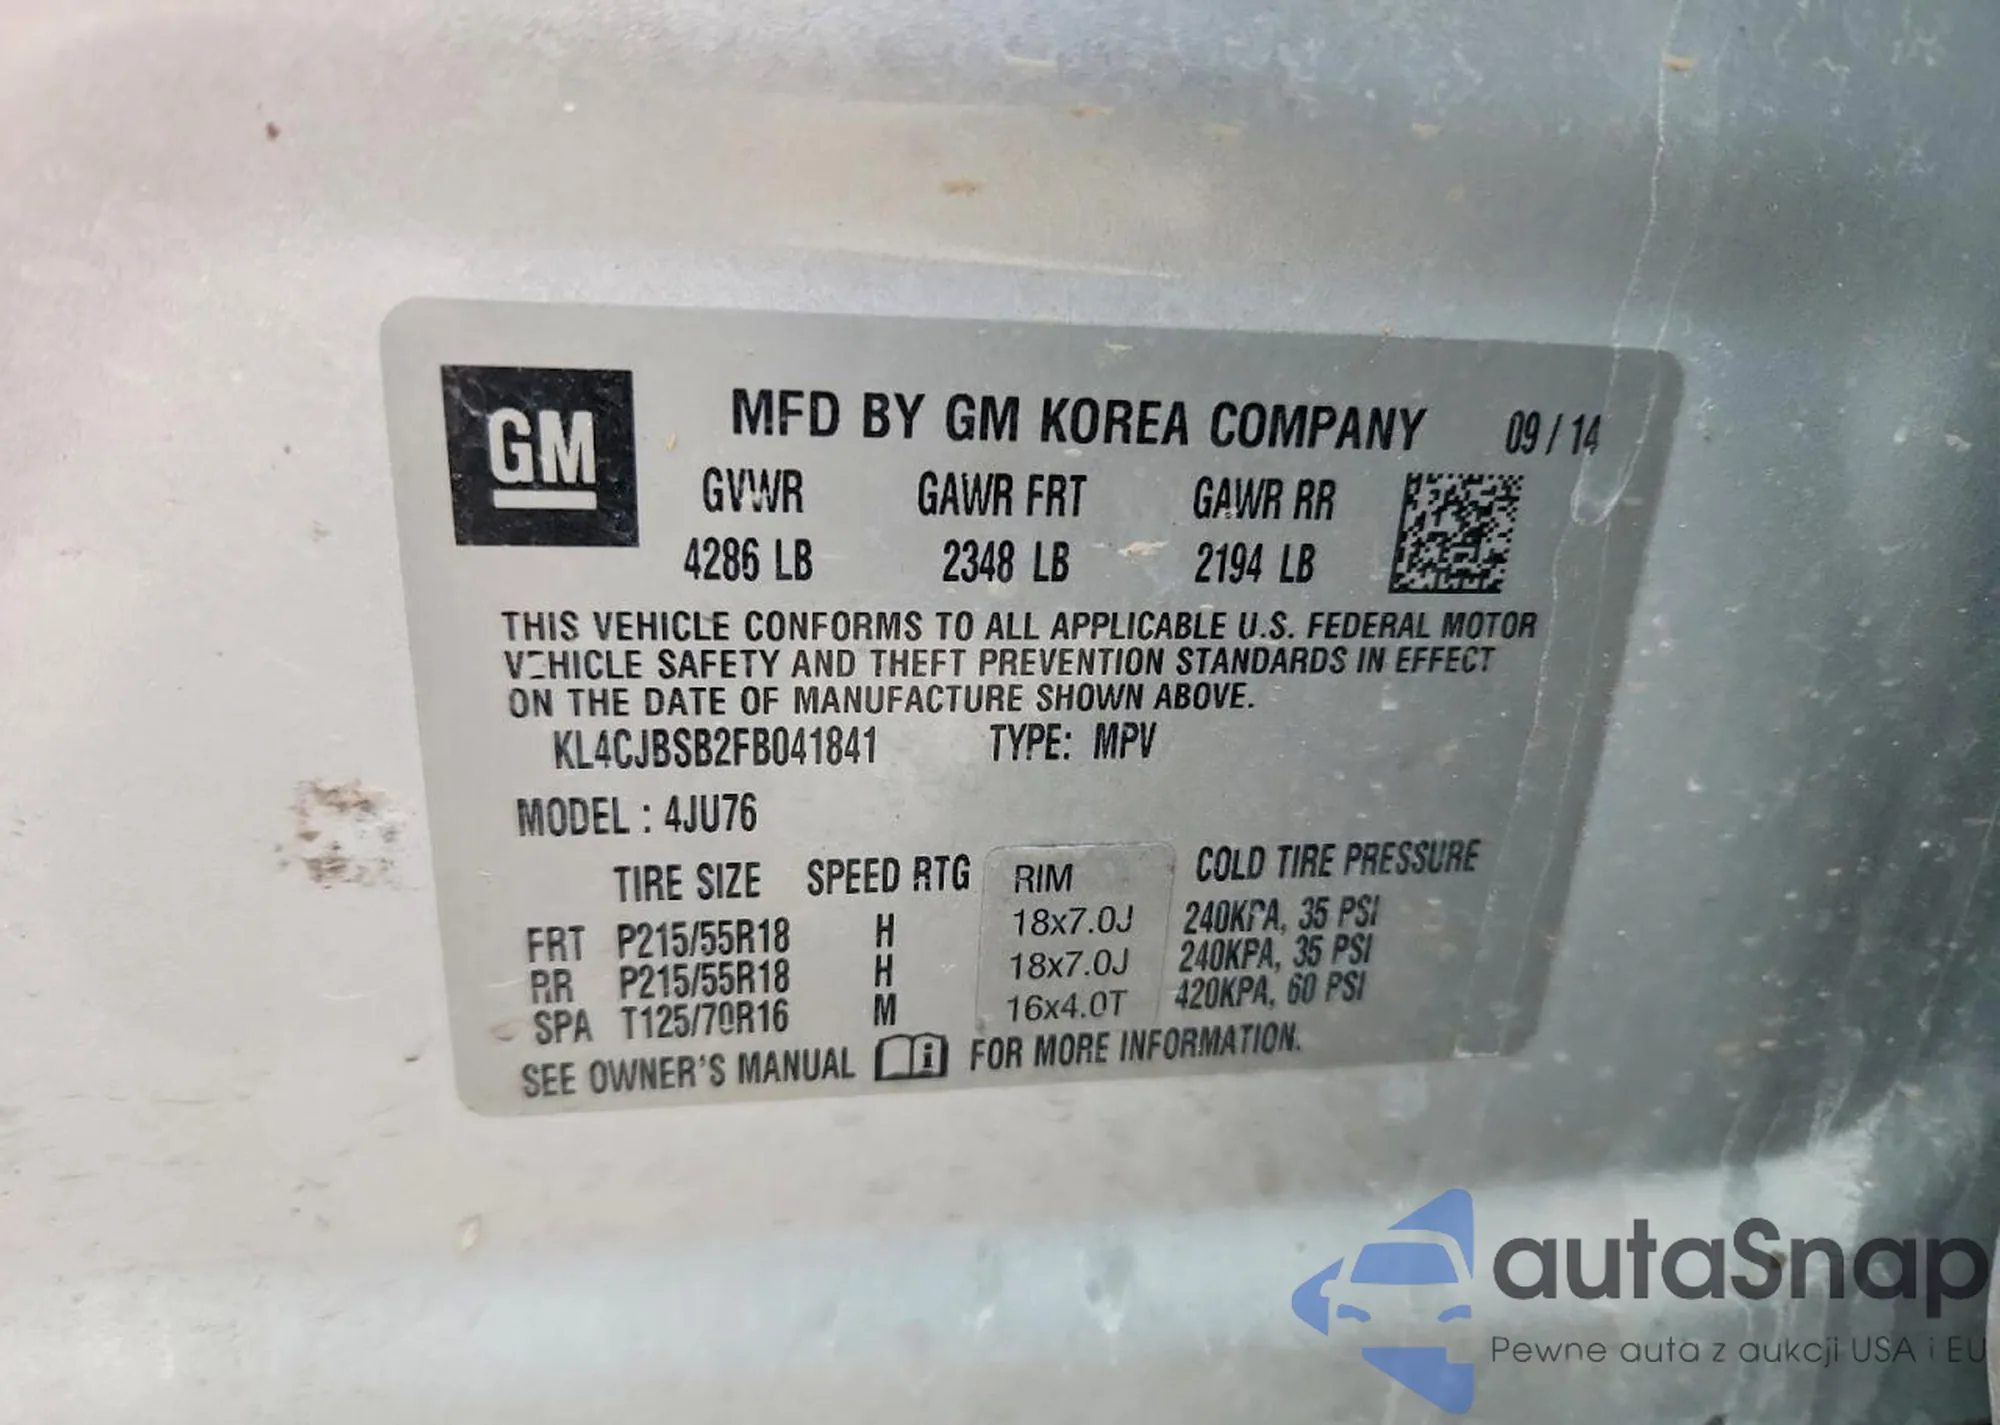 GM
MFD BY GM KOREA COMPANY 09 / 14
GVWR GAWR FRT GAWR RR
4286 LB 2348 LB 2194 LB
THIS VEHICLE CONFORMS TO ALL APPLICABLE U.S. FEDERAL MOTOR
VEHICLE SAFETY AND THEFT PREVENTION STANDARDS IN EFFECT
ON THE DATE OF MANUFACTURE SHOWN ABOVE.
KL4CJBSB2FB041841 TYPE: MPV
MODEL : 4JU76
TIRE SIZE SPEED RTG RIM COLD TIRE PRESSURE
FRT P215/55R18 H 18x7.0J 240KPA, 35 PSI
RR P215/55R18 H 18x7.0J 240KPA, 35 PSI
SPA T125/70R16 M 16x4.0T 420KPA, 60 PSI
SEE OWNER'S MANUAL i FOR MORE INFORMATION.
autaSnap
Pewne auta z aukcji USA i EU